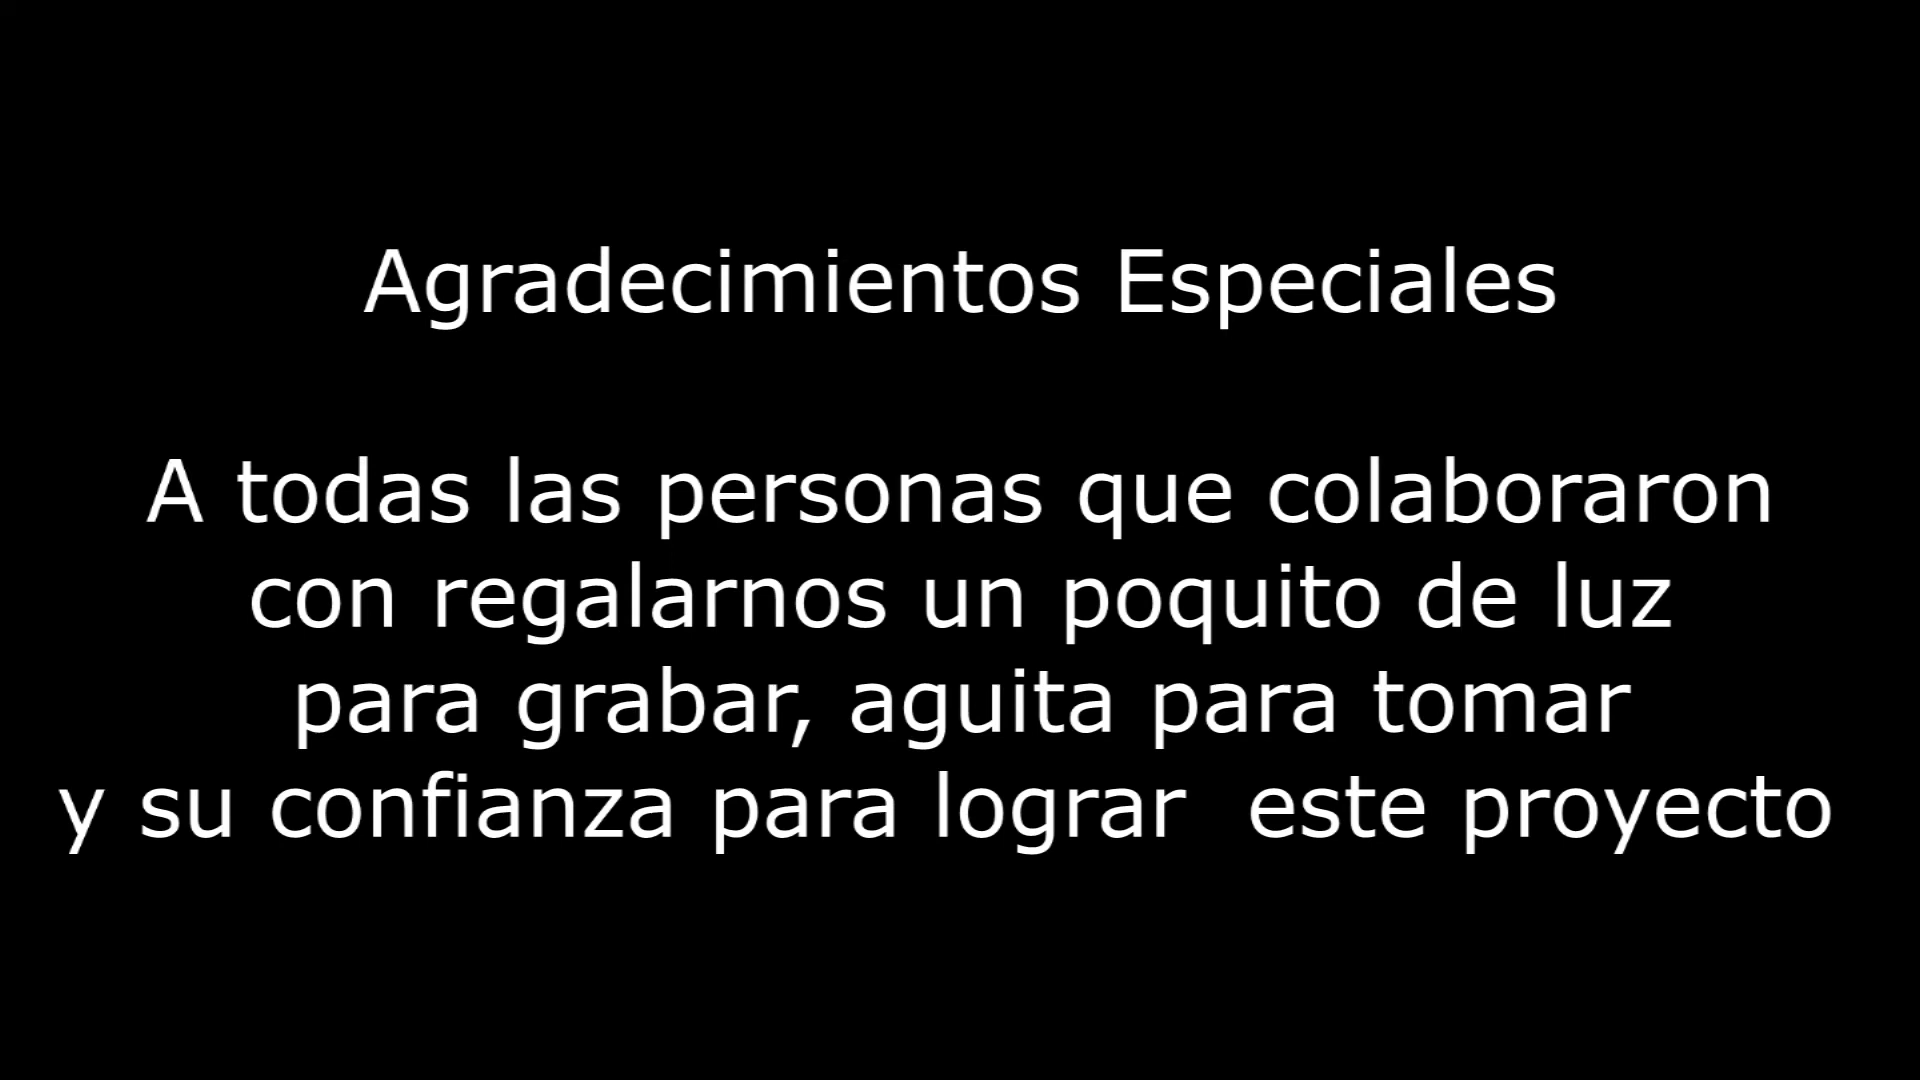 Agradecimientos Especiales
A todas las personas que colaboraron
con regalarnos un poquito de luz
para grabar, aguita para tomar
y su confianza para lograr  este proyecto